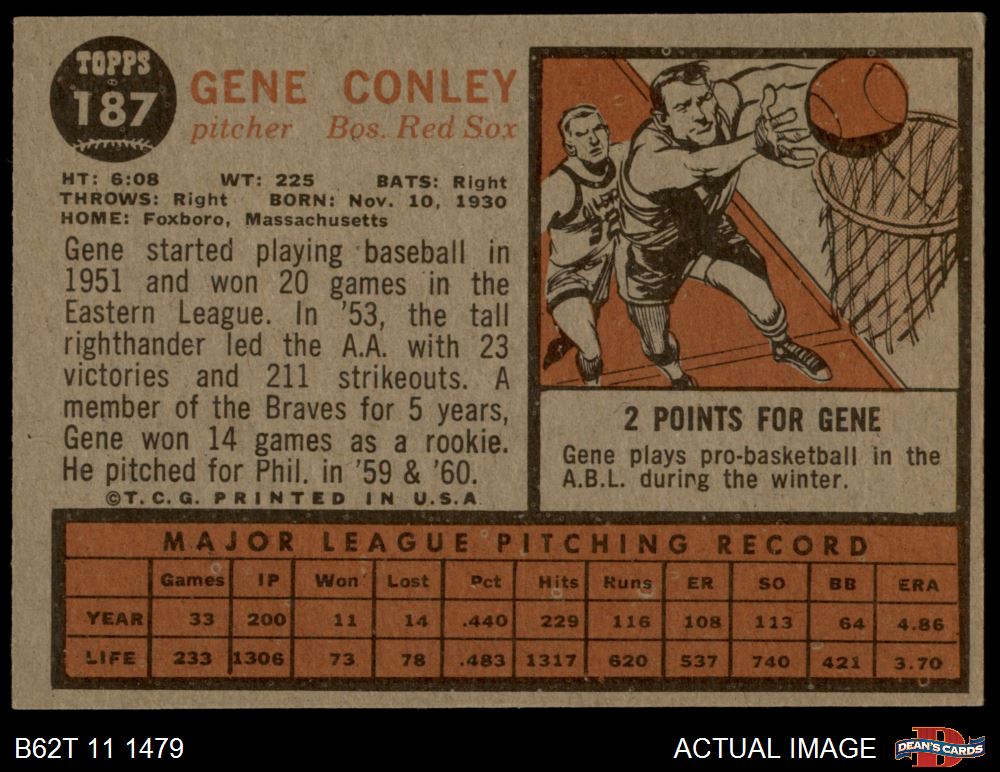 TOPPS
187
GENE CONLEY
pitcher Bos. Red Sox
HT: 6:08 WT: 225 BATS: Right
THROWS: Right BORN: Nov. 10, 1930
HOME: Foxboro, Massachusetts
Gene started playing baseball in
1951 and won 20 games in the
Eastern League. In '53, the tall
righthander led the A.A. with 23
victories and 211 strikeouts. A
member of the Braves for 5 years,
Gene won 14 games as a rookie.
He pitched for Phil. in '59 & '60.
©T.C.G. PRINTED IN U.S.A.
2 POINTS FOR GENE
Gene plays pro-basketball in the
A.B.L. during the winter.
MAJOR LEAGUE PITCHING RECORD
Games IP Won Lost Pct Hits Runs ER SO BB ERA
YEAR 33 200 11 14 .440 229 116 108 113 64 4.86
LIFE 233 1306 73 78 .483 1317 620 537 740 421 3.70
B62T 11 1479
ACTUAL IMAGE
DEAN'S CARDS